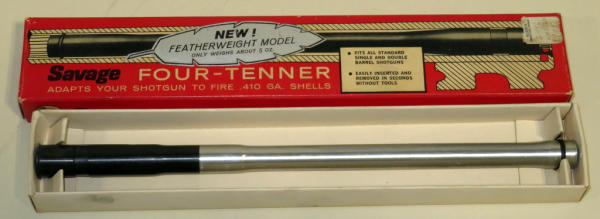 NEW!
FEATHERWEIGHT MODEL
ONLY WEIGHS ABOUT 5 OZ.
• FITS ALL STANDARD
SINGLE AND DOUBLE
BARREL SHOTGUNS
• EASILY INSERTED AND
REMOVED IN SECONDS
WITHOUT TOOLS
Savage FOUR-TENNER
ADAPTS YOUR SHOTGUN TO FIRE .410 GA. SHELLS